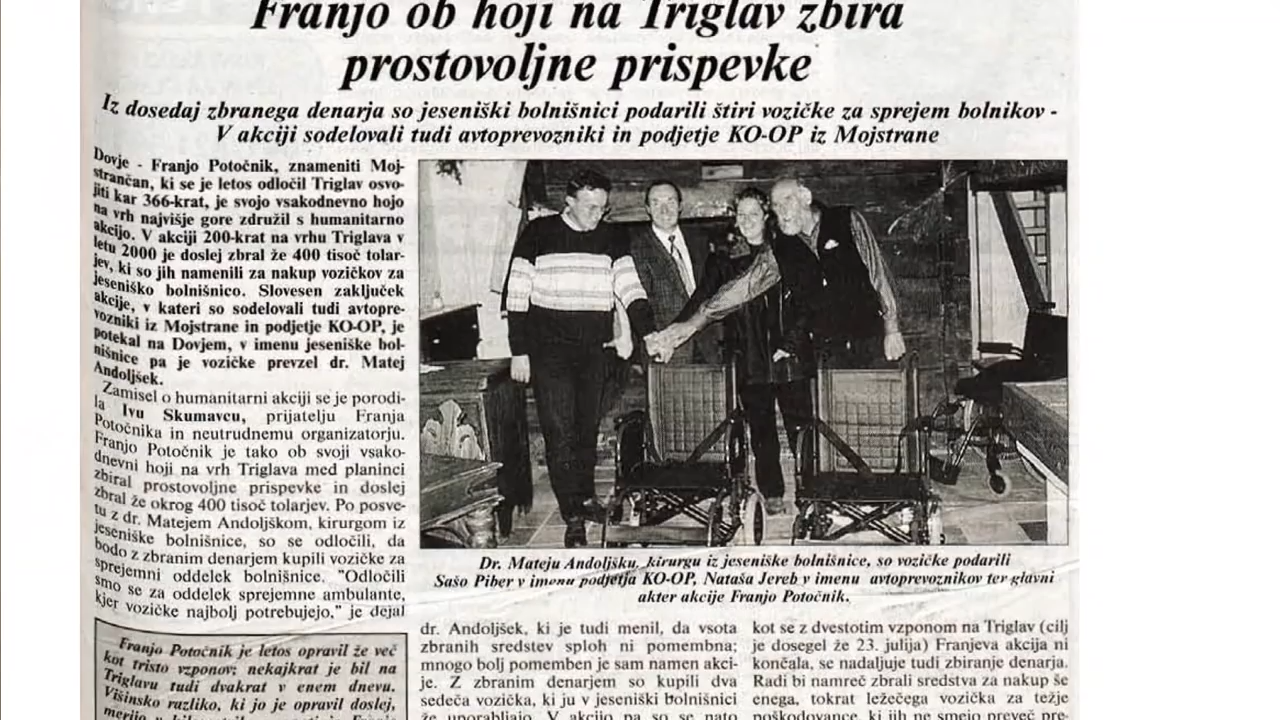 Franjo ob hoji na Triglav zbira
prostovoljne prispevke
Iz dosedaj zbranega denarja so jeseniški bolnišnici podarili štiri vozičke za sprejem bolnikov -
V akciji sodelovali tudi avtoprevozniki in podjetje KO-OP iz Mojstrane
Dovje - Franjo Potočnik, znameniti Moj-
strančan, ki se je letos odločil Triglav osvo-
jiti kar 366-krat, je svojo vsakodnevno hojo
na vrh najvišje gore združil s humanitarno
akcijo. V akciji 200-krat na vrhu Triglava v
letu 2000 je doslej zbral že 400 tisoč tolar-
jev, ki so jih namenili za nakup vozičkov za
jeseniško bolnišnico. Slovesen zaključek
akcije, v kateri so sodelovali tudi avtopre-
vozniki iz Mojstrane in podjetje KO-OP, je
potekal na Dovjem, v imenu jeseniške bol-
nišnice pa je vozičke prevzel dr. Matej
Andoljšek.
Zamisel o humanitarni akciji se je porodi-
la Ivu Skumavcu, prijatelju Franja
Potočnika in neutrudnemu organizatorju.
Franjo Potočnik je tako ob svoji vsako-
dnevni hoji na vrh Triglava med planinci
zbiral prostovoljne prispevke in doslej
zbral že okrog 400 tisoč tolarjev. Po posve-
tu z dr. Matejem Andoljškom, kirurgom iz
jeseniške bolnišnice, so se odločili, da
bodo z zbranim denarjem kupili vozičke za
sprejemni oddelek bolnišnice. "Odločili
smo se za oddelek sprejemne ambulante,
kjer vozičke najbolj potrebujejo," je dejal
Franjo Potočnik je letos opravil že več
kot tristo vzponov; nekajkrat je bil na
Triglavu tudi dvakrat v enem dnevu.
Višinsko razliko, ki jo je opravil doslej,
Dr. Mateju Andoljšku, kirurgu iz jeseniške bolnišnice, so vozičke podarili
Sašo Piber v imenu podjetja KO-OP, Nataša Jereb v imenu avtoprevoznikov ter glavni
akter akcije Franjo Potočnik.
dr. Andoljšek, ki je tudi menil, da vsota
zbranih sredstev sploh ni pomembna;
mnogo bolj pomemben je sam namen akci-
je. Z zbranim denarjem so kupili dva
sedeča vozička, ki ju v jeseniški bolnišnici
že uporabljajo. V akcijo pa so se nato
kot se z dvestotim vzponom na Triglav (cilj
je dosegel že 23. julija) Franjeva akcija ni
končala, se nadaljuje tudi zbiranje denarja.
Radi bi namreč zbrali sredstva za nakup še
enega, tokrat ležečega vozička za težje
poškodovance, ki jih ne smejo preveč pre-